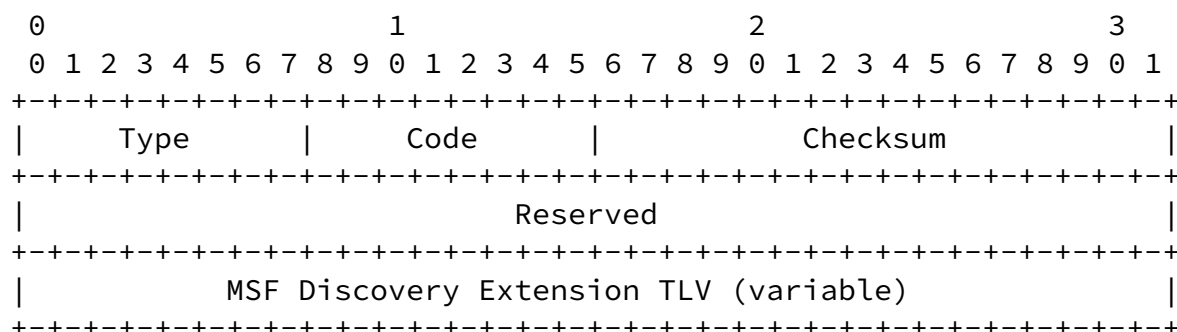 0                   1                   2                   3
 0 1 2 3 4 5 6 7 8 9 0 1 2 3 4 5 6 7 8 9 0 1 2 3 4 5 6 7 8 9 0 1
+-+-+-+-+-+-+-+-+-+-+-+-+-+-+-+-+-+-+-+-+-+-+-+-+-+-+-+-+-+-+-+-+
|     Type      |     Code      |           Checksum            |
+-+-+-+-+-+-+-+-+-+-+-+-+-+-+-+-+-+-+-+-+-+-+-+-+-+-+-+-+-+-+-+-+
|                           Reserved                            |
+-+-+-+-+-+-+-+-+-+-+-+-+-+-+-+-+-+-+-+-+-+-+-+-+-+-+-+-+-+-+-+-+
|           MSF Discovery Extension TLV (variable)              |
+-+-+-+-+-+-+-+-+-+-+-+-+-+-+-+-+-+-+-+-+-+-+-+-+-+-+-+-+-+-+-+-+